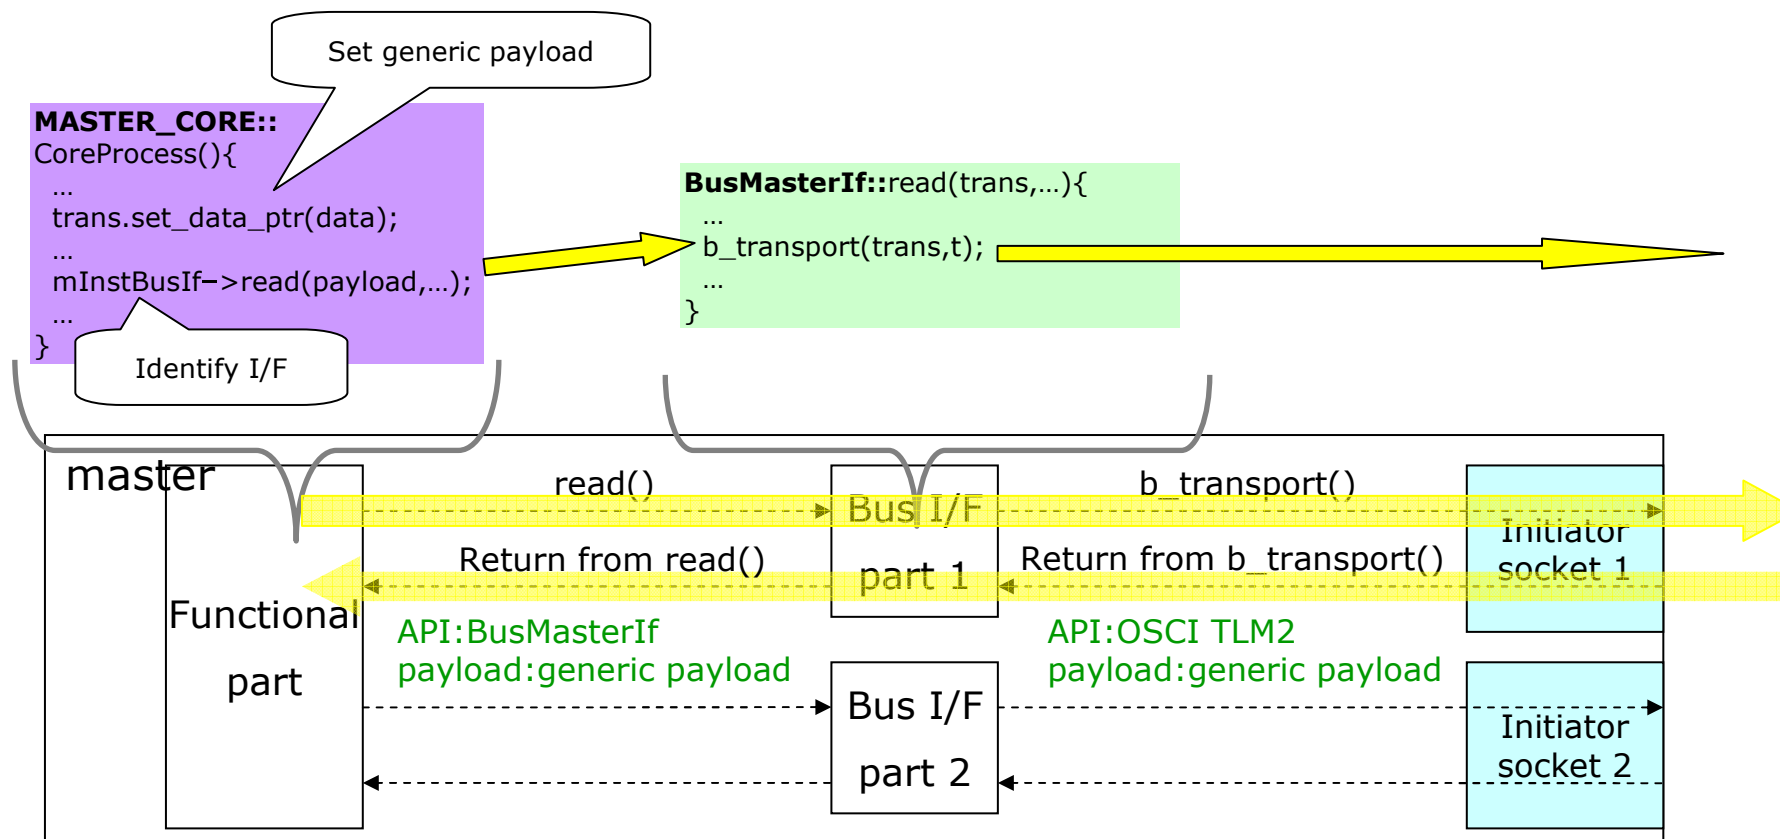 Set generic payload
MASTER_CORE::
CoreProcess(){
...
trans.set_data_ptr(data);
...
mInstBusIf->read(payload,...);
...
}
Identify I/F
BusMasterIf::read(trans,...){
...
b_transport(trans,t);
...
}
master
read()
Return from read()
Functional
part
API:BusMasterIf
payload:generic payload
Bus I/F
part 1
b_transport()
Return from b_transport()
API:OSCI TLM2
payload:generic payload
Initiator
socket 1
Bus I/F
part 2
Initiator
socket 2